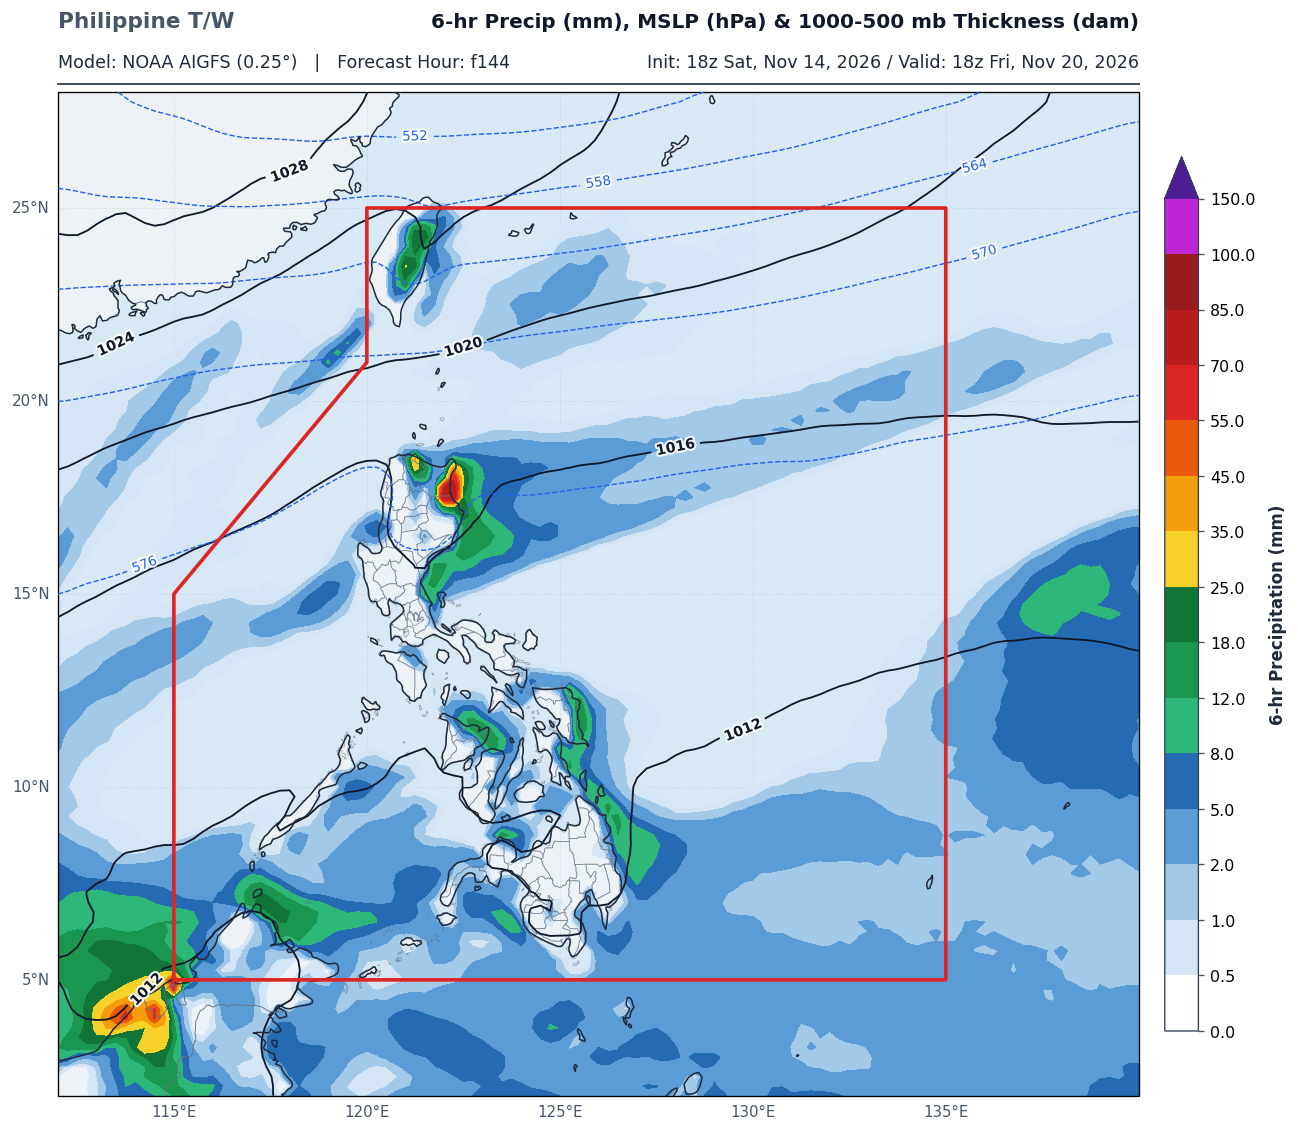 Philippine T/W
6-hr Precip (mm), MSLP (hPa) & 1000-500 mb Thickness (dam)
Model: NOAA AIGFS (0.25°) | Forecast Hour: f144
Init: 18z Sat, Nov 14, 2026 / Valid: 18z Fri, Nov 20, 2026
552
1028
558
564
570
1024
1020
1016
576
1012
1012
25°N
20°N
15°N
10°N
5°N
115°E
120°E
125°E
130°E
135°E
150.0
100.0
85.0
70.0
55.0
45.0
35.0
25.0
18.0
12.0
8.0
5.0
2.0
1.0
0.5
0.0
6-hr Precipitation (mm)